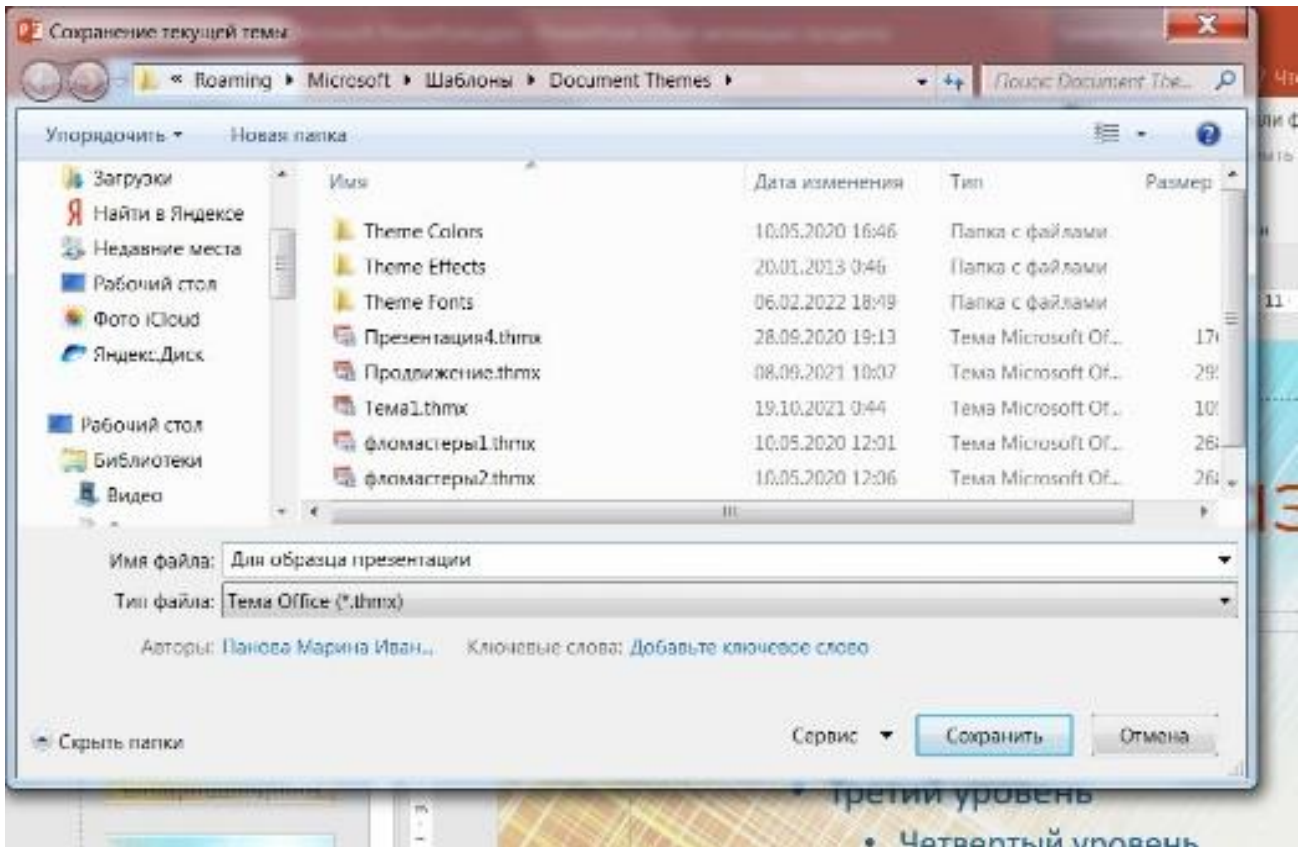 Сохранение текущей темы
« Roaming Microsoft Шаблоны Document Themes Поиск: Document The...
Упорядочить Новая папка
Имя Дата изменения Тип Размер
Загрузки
Найти в Яндексе
Недавние места
Рабочий стол
Фото iCloud
Яндекс.Диск
Рабочий стол
Библиотеки
Видео
Theme Colors 10.05.2020 16:46 Папка с файлами
Theme Effects 20.01.2013 0:46 Папка с файлами
Theme Fonts 06.02.2022 18:49 Папка с файлами
Презентация4.thmx 28.09.2020 19:13 Тема Microsoft Of...
Продвижение.thmx 08.09.2021 10:07 Тема Microsoft Of...
Тема1.thmx 19.10.2021 0:44 Тема Microsoft Of...
фломастеры1.thmx 10.05.2020 12:01 Тема Microsoft Of...
фломастеры2.thmx 10.05.2020 12:06 Тема Microsoft Of...
Имя файла: Для образца презентации
Тип файла: Тема Office (*.thmx)
Авторы: Панова Марина Иван... Ключевые слова: Добавьте ключевое слово
Скрыть папки Сервис Сохранить Отмена
11
Третий уровень
Четвертый уровень